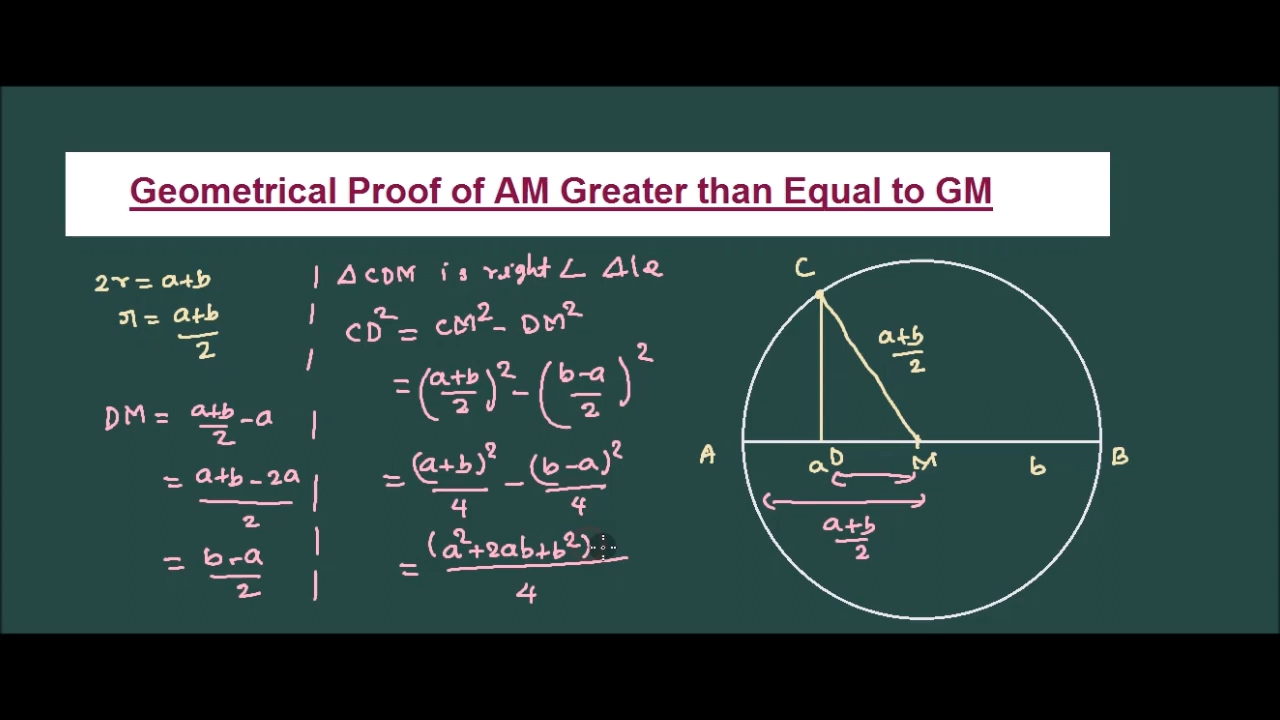 Geometrical Proof of AM Greater than Equal to GM
2r = a+b
r = a+b/2
DM = a+b/2 - a
= a+b-2a/2
= b-a/2
Δ CDM is right ∠ Δle
CD² = CM² - DM²
= (a+b/2)² - (b-a/2)²
= (a+b)²/4 - (b-a)²/4
= (a²+2ab+b²)/4
C
a+b/2
A
a
D
M
b
B
a+b/2